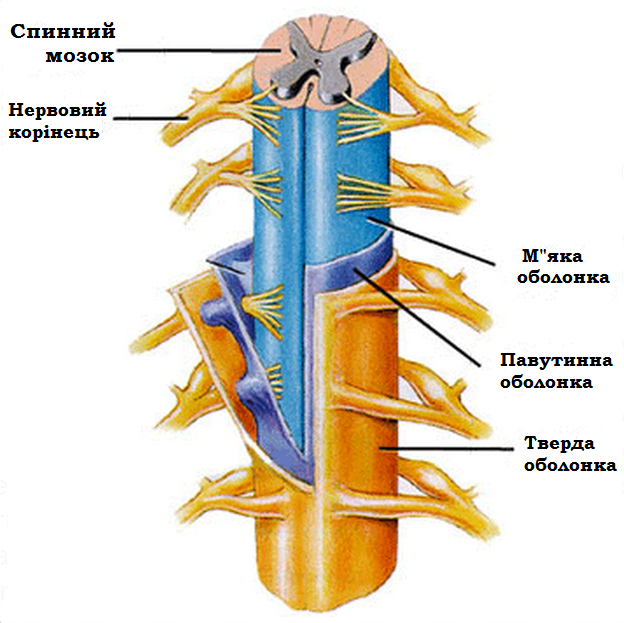 Спинний
мозок
Нервовий
корінець
М"яка
оболонка
Павутинна
оболонка
Тверда
оболонка